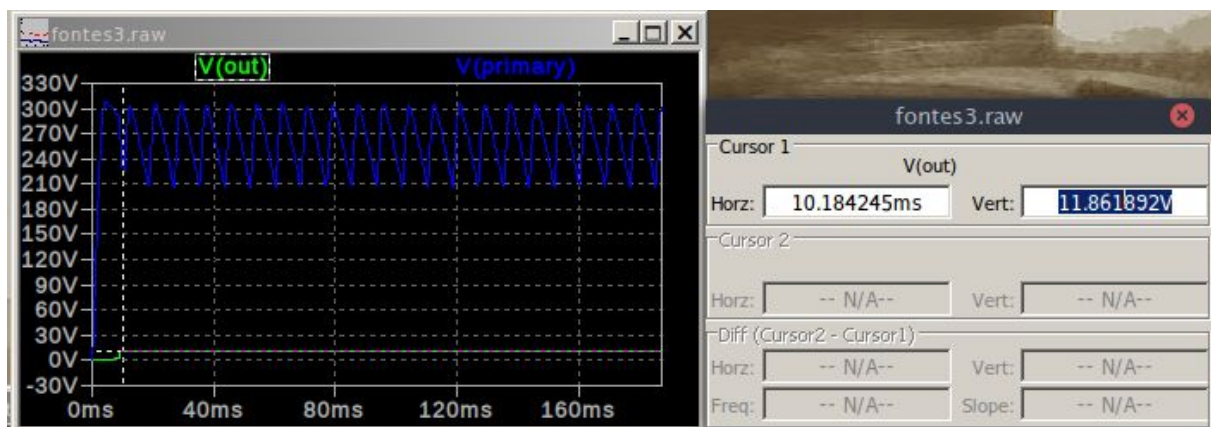 fontes3.raw
V(out) V(primary)
330V
300V
270V
240V
210V
180V
150V
120V
90V
60V
30V
0V
-30V
0ms 40ms 80ms 120ms 160ms
fontes3.raw
Cursor 1
V(out)
Horz: 10.184245ms Vert: 11.861892V
Cursor 2
Horz: -- N/A-- Vert: -- N/A--
Diff (Cursor2 - Cursor1)
Horz: -- N/A-- Vert: -- N/A--
Freq: -- N/A-- Slope: -- N/A--